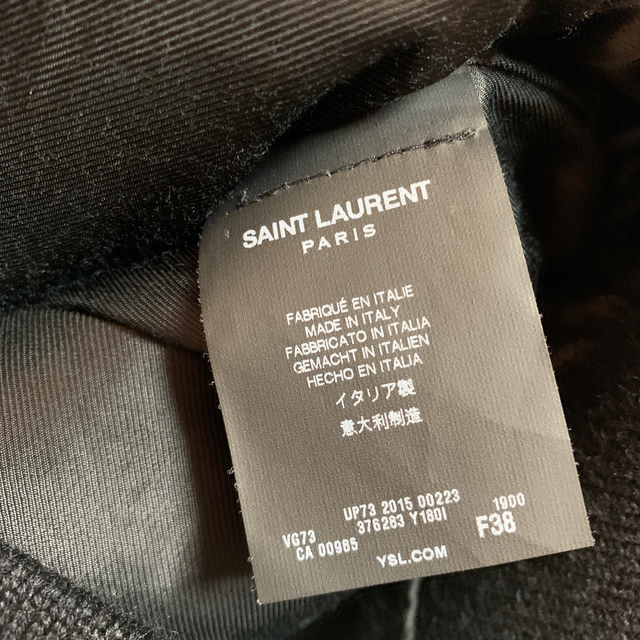 SAINT LAURENT
PARIS
FABRIQUÉ EN ITALIE
MADE IN ITALY
FABBRICATO IN ITALIA
GEMACHT IN ITALIEN
HECHO EN ITALIA
イタリア製
意大利制造
UP73 2015 00223
VG73 376283 Y180I 1900
CA 00985 F38
YSL.COM